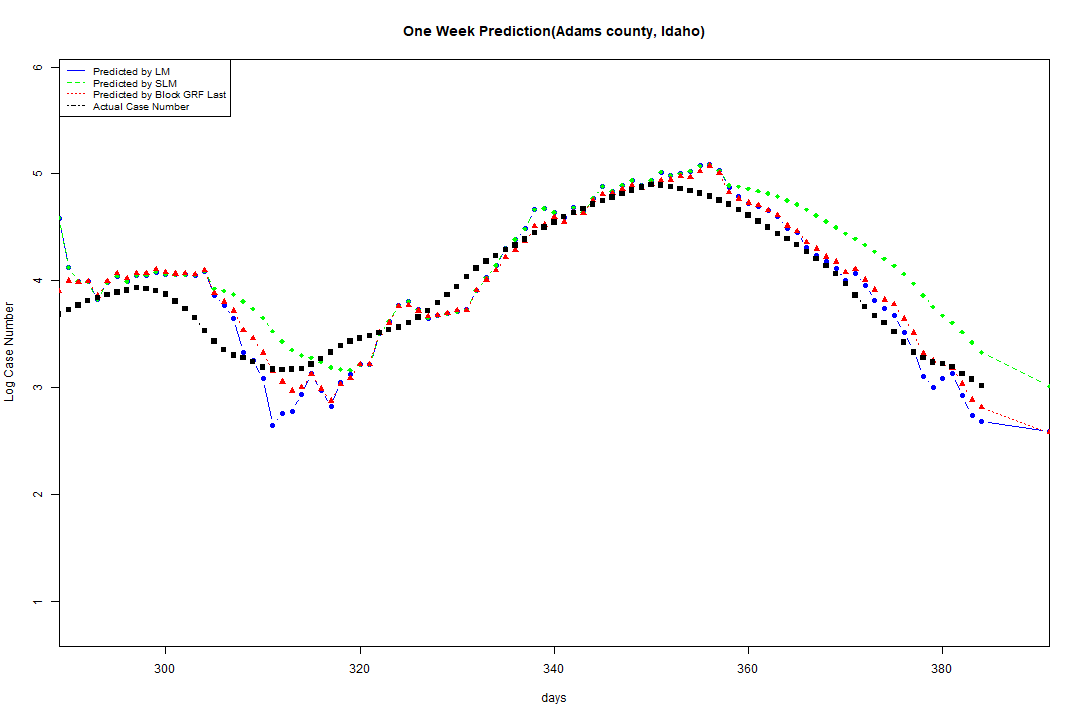 One Week Prediction(Adams county, Idaho)
Predicted by LM
Predicted by SLM
Predicted by Block GRF Last
Actual Case Number
Log Case Number
6
5
4
3
2
1
300 320 340 360 380
days